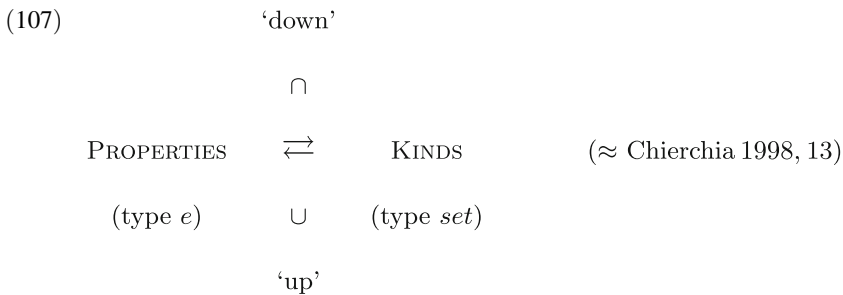 (107) ‘down’
∩
PROPERTIES ⇄ KINDS (≈ Chierchia 1998, 13)
(type e) ∪ (type set)
‘up’